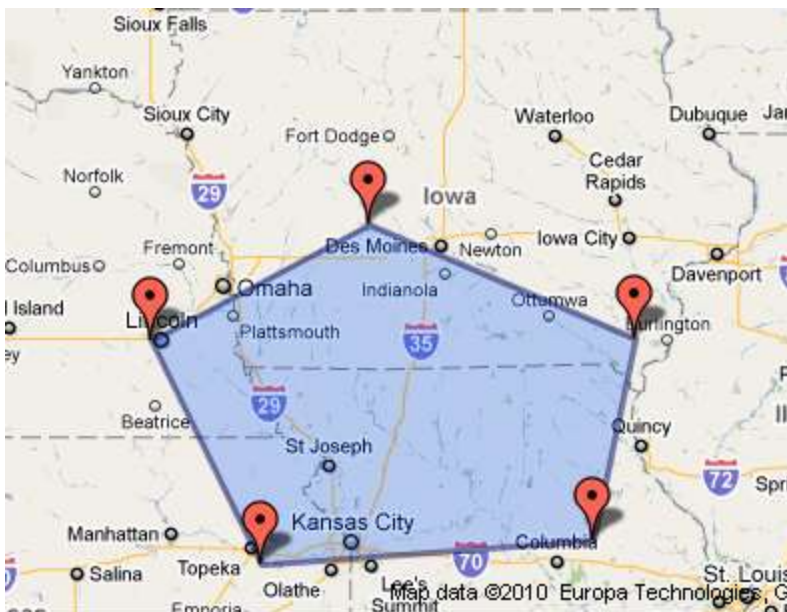 Sioux Falls
Yankton
Sioux City
Fort Dodge
Waterloo
Dubuque
Norfolk
29
Iowa
Cedar
Rapids
Fremont
Des Moines
Newton
Iowa City
Columbus
Omaha
Indianola
Ottumwa
Davenport
Island
Lincoln
Plattsmouth
35
Burlington
29
Beatrice
Quincy
St Joseph
72
Manhattan
Kansas City
Columbia
Topeka
70
Salina
Olathe
Lee's
Summit
St. Louis
Emporia
Map data ©2010 Europa Technologies, G